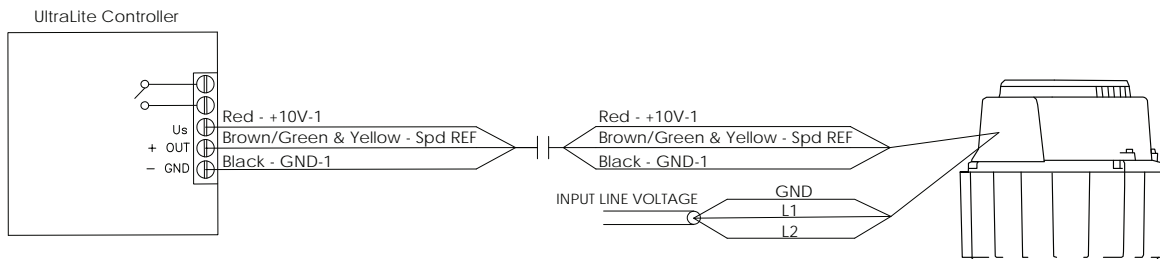 UltraLite Controller
Us
+ OUT
− GND
Red - +10V-1
Brown/Green & Yellow - Spd REF
Black - GND-1
Red - +10V-1
Brown/Green & Yellow - Spd REF
Black - GND-1
INPUT LINE VOLTAGE
GND
L1
L2